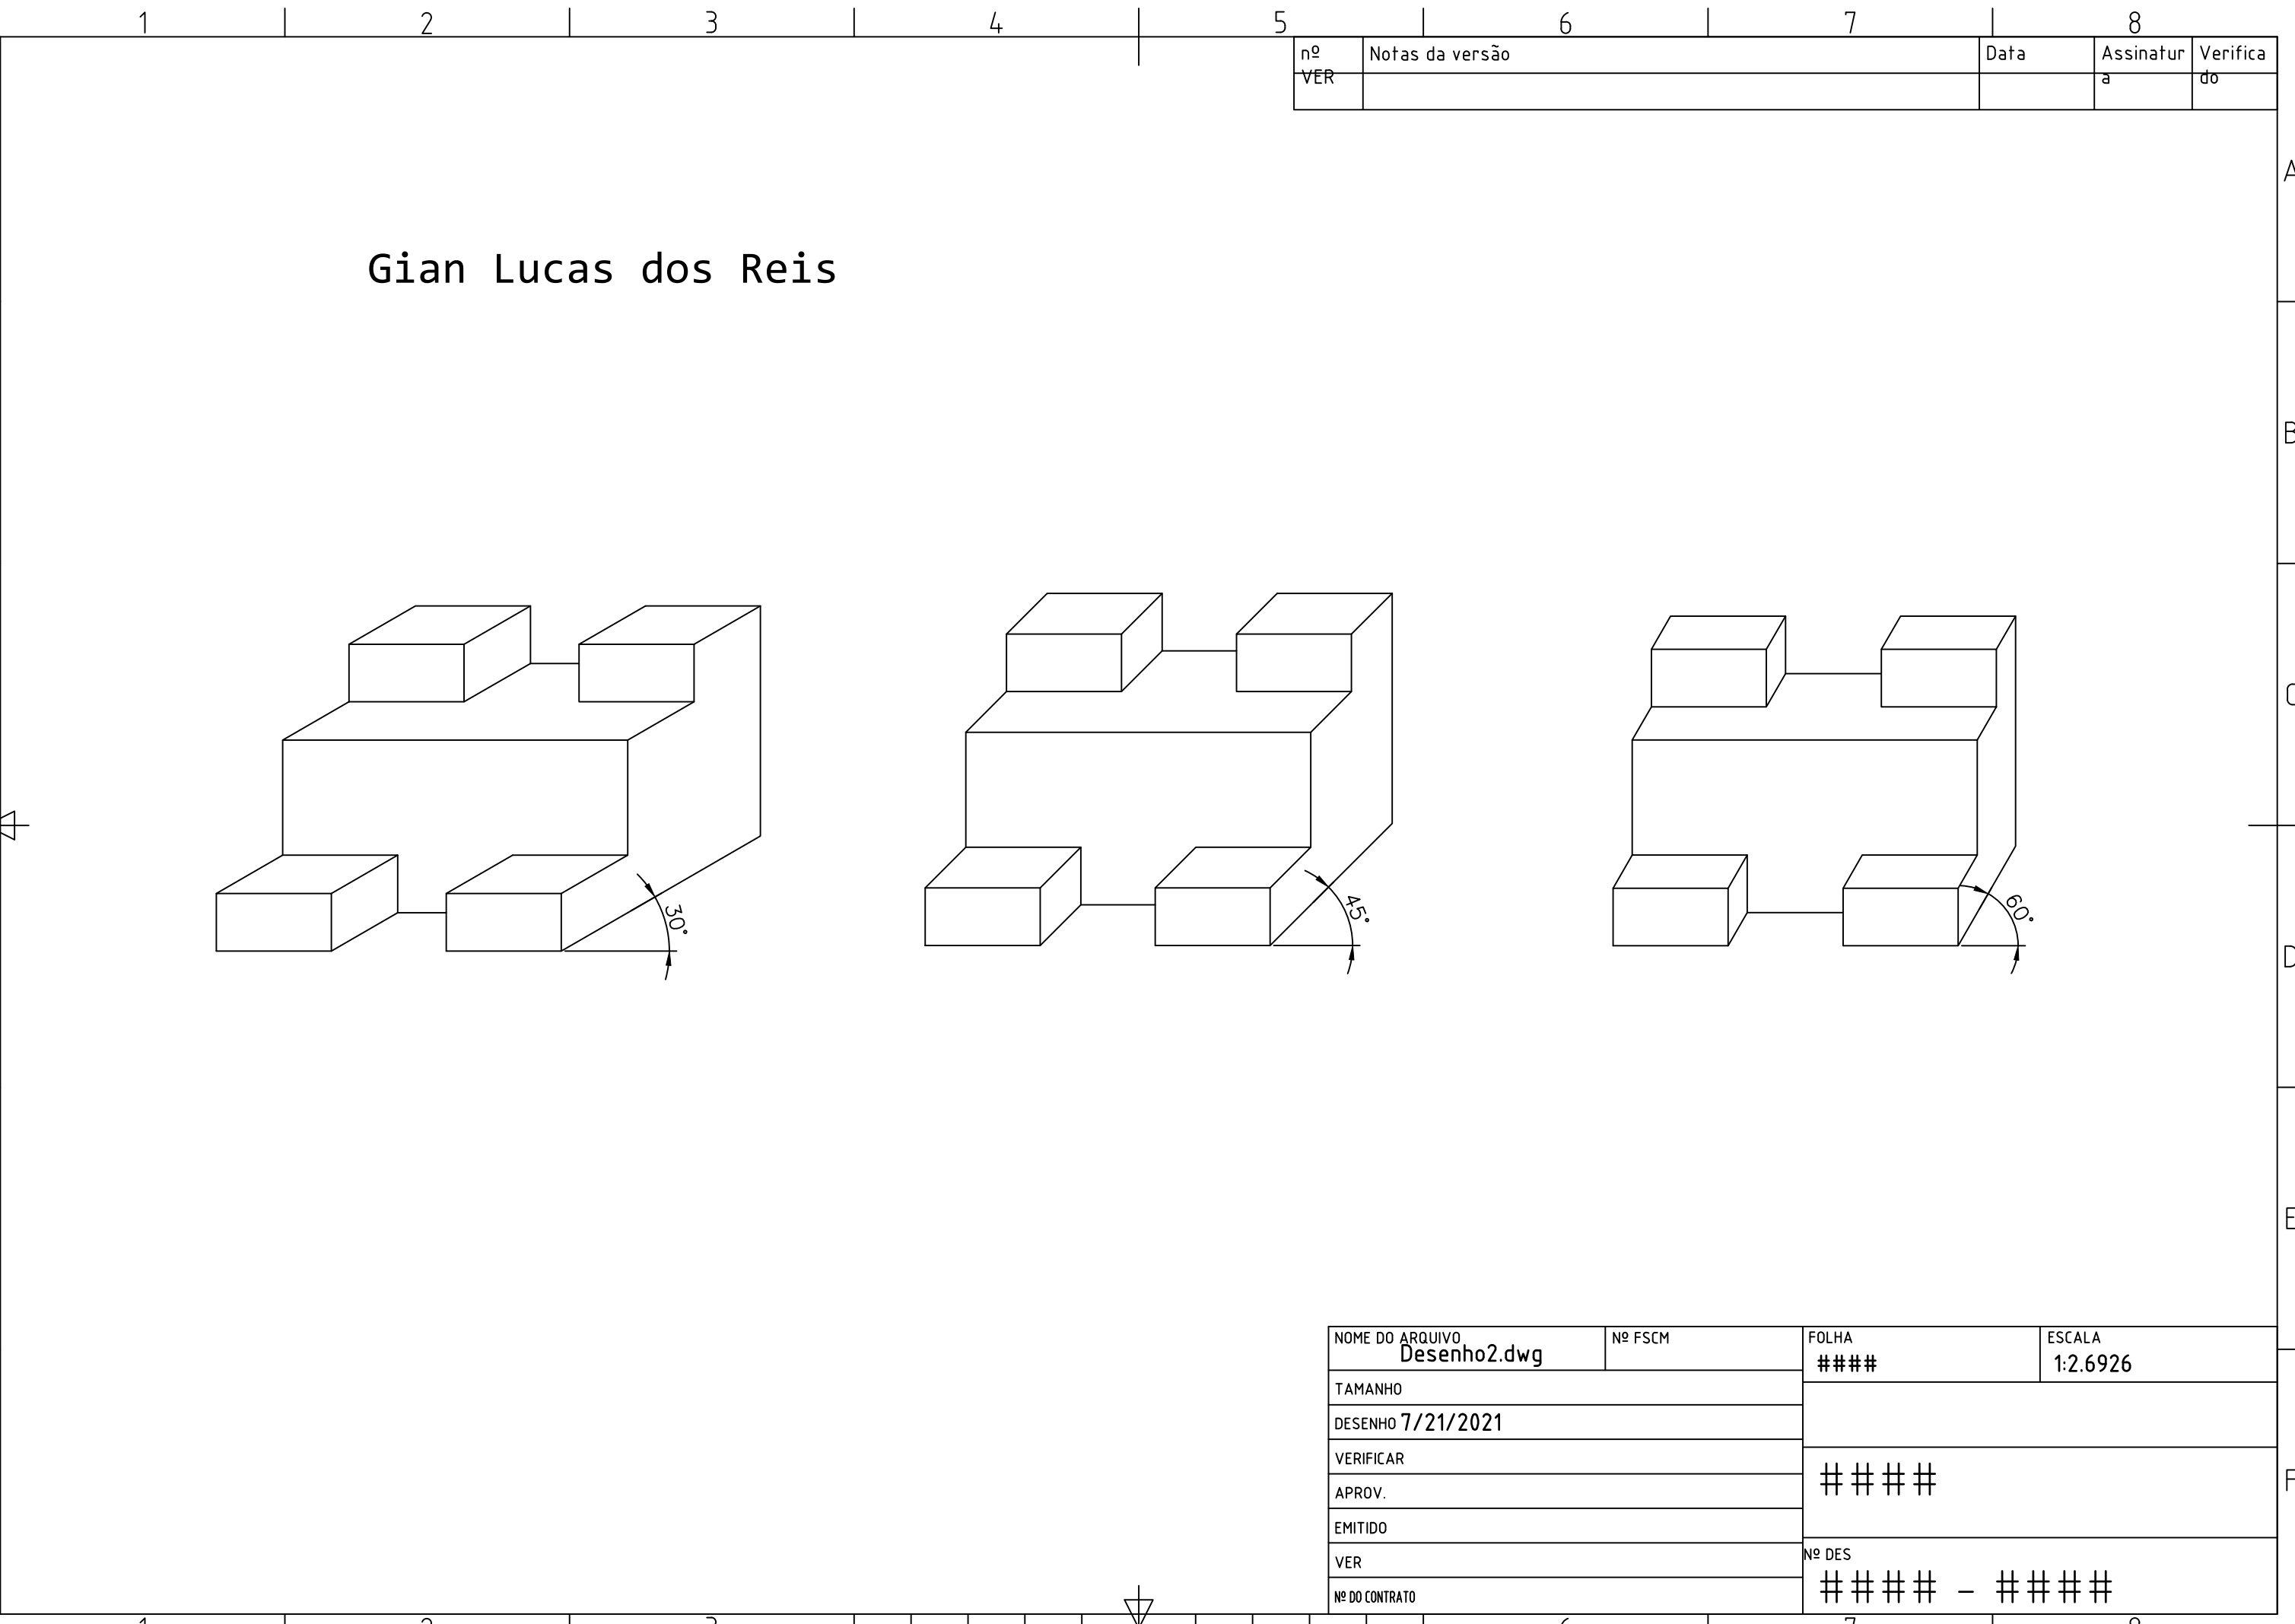 1 2 3 4 5 6 7 8
nº VER Notas da versão Data Assinatura Verificado
A
Gian Lucas dos Reis
B
C
30° 45° 60°
D
E
NOME DO ARQUIVO Nº FSCM FOLHA ESCALA
Desenho2.dwg #### 1:2.6926
TAMANHO
DESENHO 7/21/2021
VERIFICAR
####
APROV.
F
EMITIDO
VER
Nº DES
#### - ####
Nº DO CONTRATO